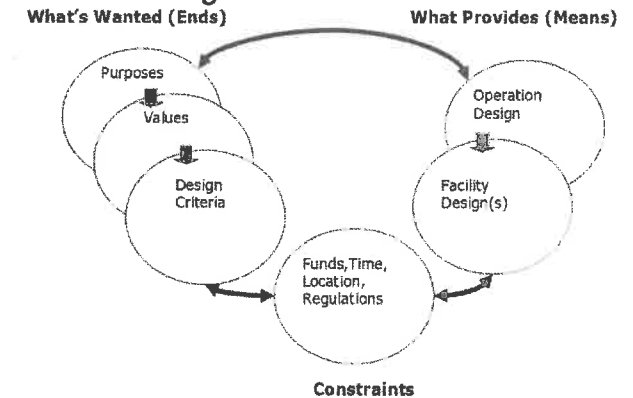 What's Wanted (Ends)
What Provides (Means)
Purposes
Values
Design
Criteria
Operation
Design
Facility
Design(s)
Funds,Time,
Location,
Regulations
Constraints